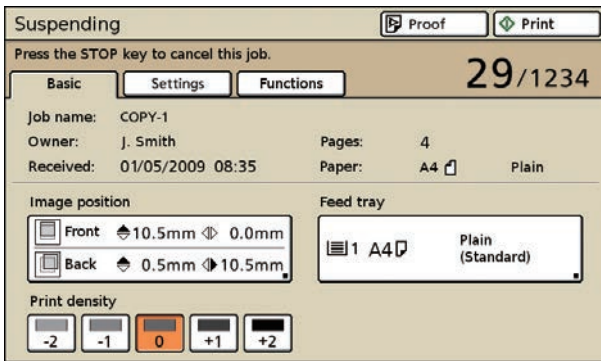 Suspending Proof Print
Press the STOP key to cancel this job.
29/1234
Basic Settings Functions
Job name: COPY-1
Owner: J. Smith Pages: 4
Received: 01/05/2009 08:35 Paper: A4 Plain
Image position Feed tray
Front 10.5mm 0.0mm
Back 0.5mm 10.5mm
1 A4 Plain
(Standard)
Print density
-2 -1 0 +1 +2